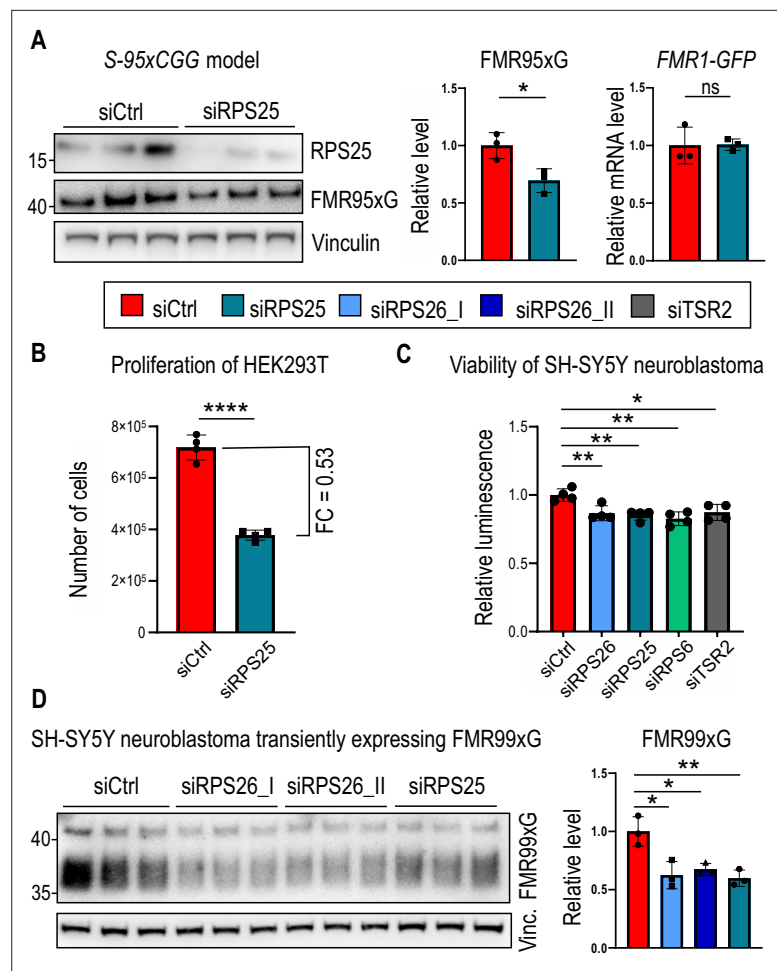 A
S-95xCGG model
siCtrl siRPS25
15
RPS25
40
FMR95xG
Vinculin
FMR95xG
Relative level
1.5
1.0
0.5
0.0
*
FMR1-GFP
Relative mRNA level
1.5
1.0
0.5
0.0
ns
siCtrl siRPS25 siRPS26_I siRPS26_II siTSR2
B
Proliferation of HEK293T
Number of cells
8×10⁵
6×10⁵
4×10⁵
2×10⁵
0
****
FC = 0.53
siCtrl
siRPS25
C
Viability of SH-SY5Y neuroblastoma
Relative luminescence
1.5
1.0
0.5
0.0
*
**
**
**
siCtrl
siRPS26
siRPS25
siRPS6
siTSR2
D
SH-SY5Y neuroblastoma transiently expressing FMR99xG
siCtrl siRPS26_I siRPS26_II siRPS25
40
35
FMR99xG
Vinc.
FMR99xG
Relative level
1.5
1.0
0.5
0.0
**
*
*